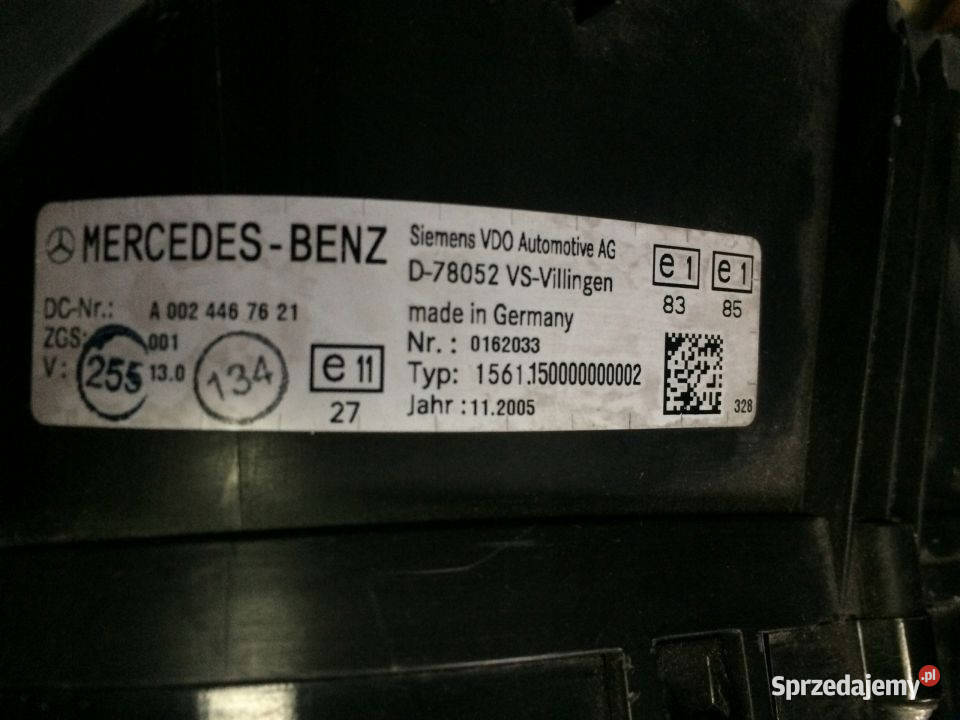 MERCEDES-BENZ
DC-Nr.: A 002 446 76 21
ZGS: 001
V: 13.0
255
134
e 11
27
Siemens VDO Automotive AG
D-78052 VS-Villingen
made in Germany
Nr.: 0162033
Typ: 1561.150000000002
Jahr: 11.2005
e 1
83
e 1
85
328
Sprzedajemy.pl